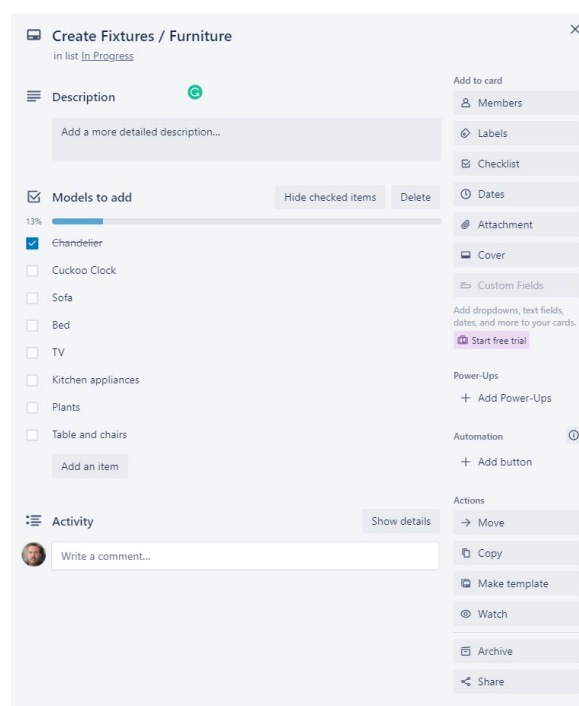 Create Fixtures / Furniture
in list In Progress
Description
Add a more detailed description...
Models to add
Hide checked items
Delete
13%
Chandelier
Cuckoo Clock
Sofa
Bed
TV
Kitchen appliances
Plants
Table and chairs
Add an item
Activity
Show details
Write a comment...
Add to card
Members
Labels
Checklist
Dates
Attachment
Cover
Custom Fields
Add dropdowns, text fields,
dates, and more to your cards.
Start free trial
Power-Ups
+ Add Power-Ups
Automation
+ Add button
Actions
Move
Copy
Make template
Watch
Archive
Share